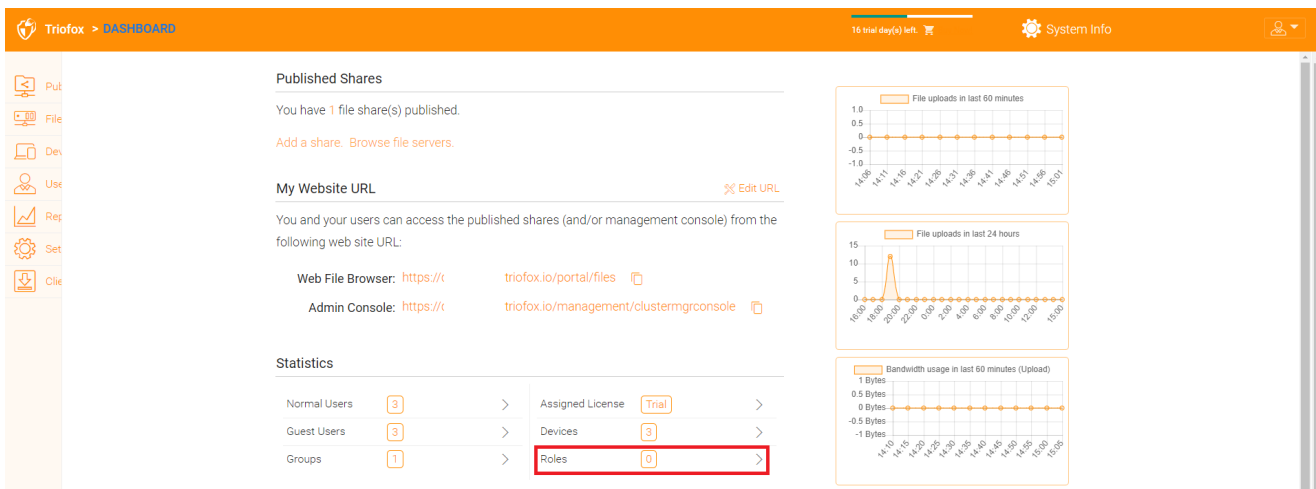 Triofox > DASHBOARD
16 trial day(s) left.
System Info
Pub
File
Dev
Use
Rep
Set
Clie
Published Shares
You have 1 file share(s) published.
Add a share. Browse file servers.
My Website URL
Edit URL
You and your users can access the published shares (and/or management console) from the
following web site URL:
Web File Browser: https:// triofox.io/portal/files
Admin Console: https:// triofox.io/management/clustermgrconsole
Statistics
Normal Users 3
Assigned License Trial
Guest Users 3
Devices 3
Groups 1
Roles 0
File uploads in last 60 minutes
1.0
0.5
0
-0.5
-1.0
14:06 14:11 14:16 14:21 14:26 14:31 14:36 14:41 14:46 14:51 14:56 15:01
File uploads in last 24 hours
15
10
5
0
16:00 18:00 20:00 22:00 0:00 2:00 4:00 6:00 8:00 10:00 12:00 15:00
Bandwidth usage in last 60 minutes (Upload)
1 Bytes
0.5 Bytes
0 Bytes
-0.5 Bytes
-1 Bytes
14:10 14:15 14:20 14:25 14:30 14:35 14:40 14:45 14:50 14:55 15:00 15:05